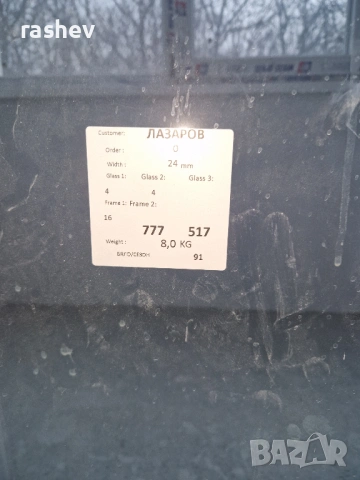 rashev
Customer: ЛАЗАРОВ
Order : 0
Width : 24 mm
Glass 1: Glass 2: Glass 3:
4 4
Frame 1: Frame 2:
16
777 517
Weight : 8,0 KG
91
BAZAR